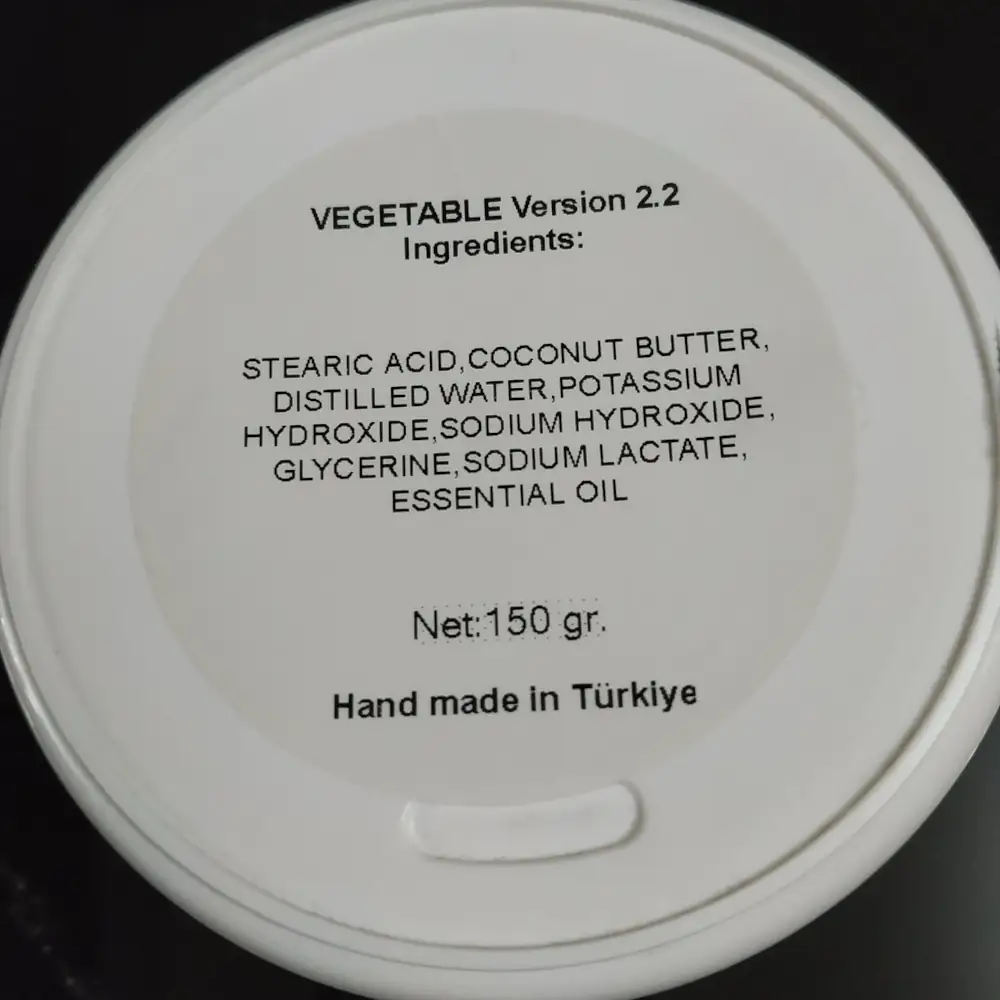 VEGETABLE Version 2.2
Ingredients:
STEARIC ACID,COCONUT BUTTER,
DISTILLED WATER,POTASSIUM
HYDROXIDE,SODIUM HYDROXIDE,
GLYCERINE,SODIUM LACTATE,
ESSENTIAL OIL
Net:150 gr.
Hand made in Türkiye